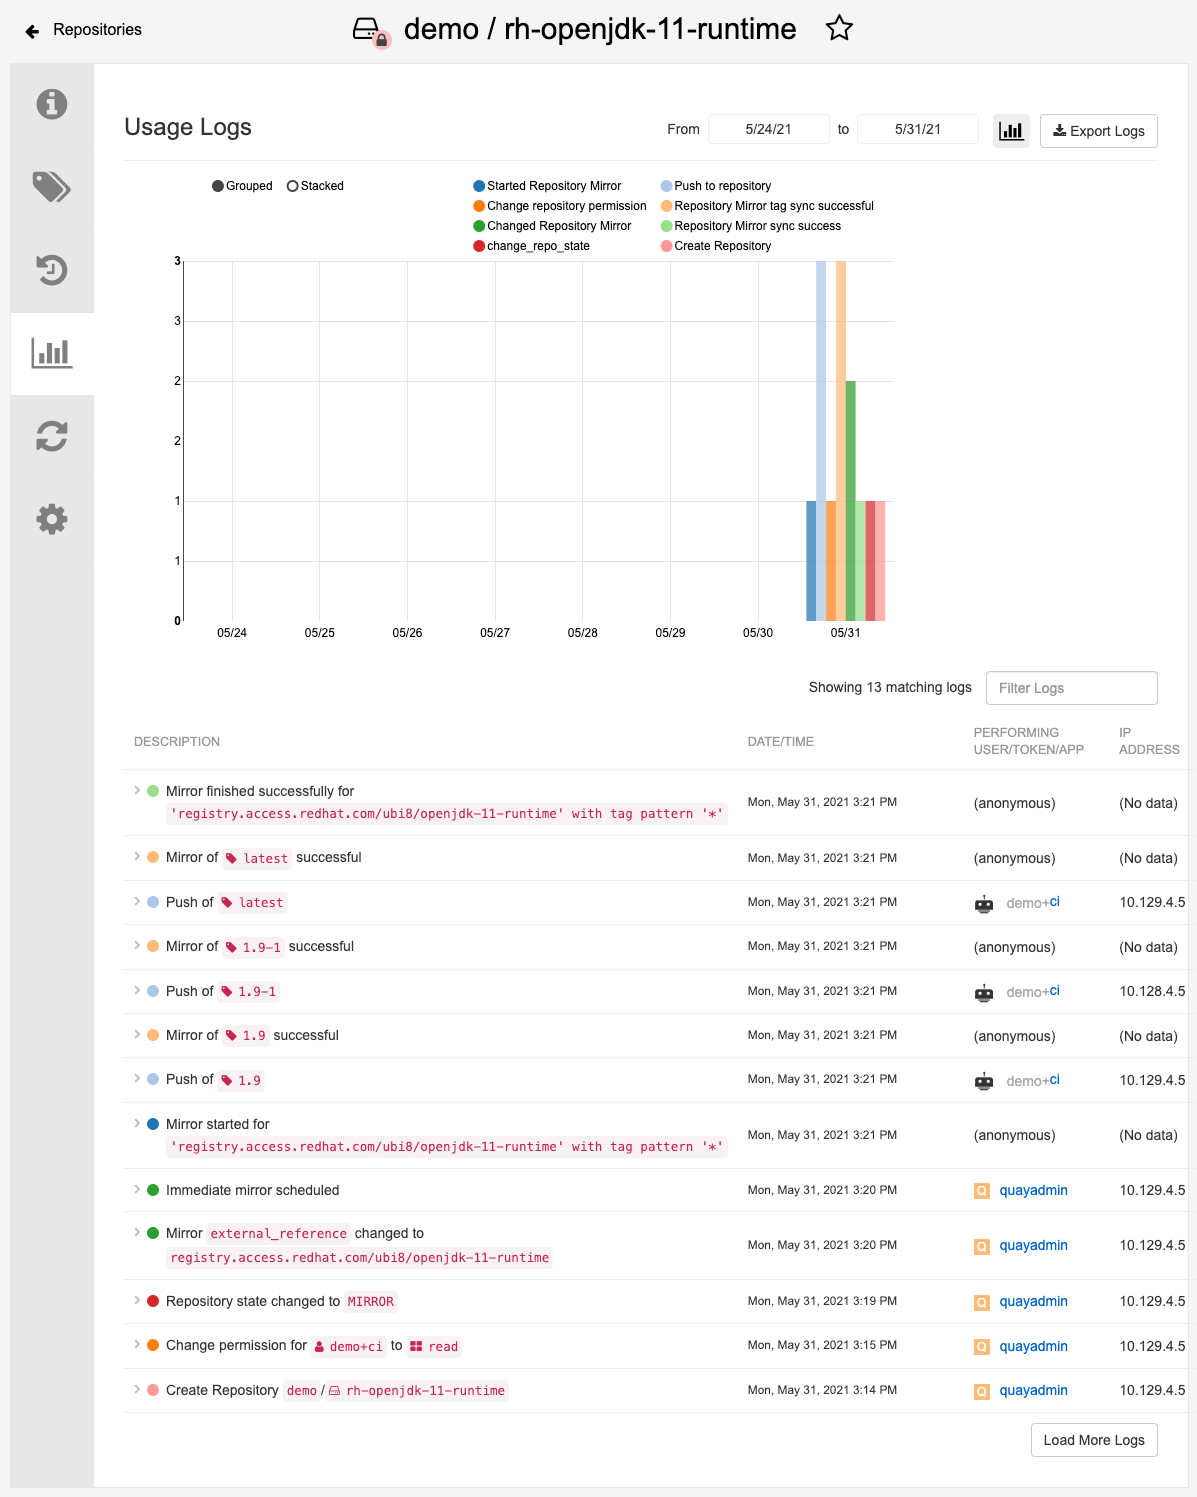 Repositories
demo / rh-openjdk-11-runtime
Usage Logs
From 5/24/21 to 5/31/21 Export Logs
Grouped Stacked
Started Repository Mirror Push to repository
Change repository permission Repository Mirror tag sync successful
Changed Repository Mirror Repository Mirror sync success
change_repo_state Create Repository
3
3
2
2
1
1
0
05/24 05/25 05/26 05/27 05/28 05/29 05/30 05/31
Showing 13 matching logs Filter Logs
DESCRIPTION DATE/TIME PERFORMING USER/TOKEN/APP IP ADDRESS
Mirror finished successfully for
'registry.access.redhat.com/ubi8/openjdk-11-runtime' with tag pattern '*' Mon, May 31, 2021 3:21 PM (anonymous) (No data)
Mirror of latest successful Mon, May 31, 2021 3:21 PM (anonymous) (No data)
Push of latest Mon, May 31, 2021 3:21 PM demo+ci 10.129.4.5
Mirror of 1.9-1 successful Mon, May 31, 2021 3:21 PM (anonymous) (No data)
Push of 1.9-1 Mon, May 31, 2021 3:21 PM demo+ci 10.128.4.5
Mirror of 1.9 successful Mon, May 31, 2021 3:21 PM (anonymous) (No data)
Push of 1.9 Mon, May 31, 2021 3:21 PM demo+ci 10.129.4.5
Mirror started for
'registry.access.redhat.com/ubi8/openjdk-11-runtime' with tag pattern '*' Mon, May 31, 2021 3:21 PM (anonymous) (No data)
Immediate mirror scheduled Mon, May 31, 2021 3:20 PM Q quayadmin 10.129.4.5
Mirror external_reference changed to
registry.access.redhat.com/ubi8/openjdk-11-runtime Mon, May 31, 2021 3:20 PM Q quayadmin 10.129.4.5
Repository state changed to MIRROR Mon, May 31, 2021 3:19 PM Q quayadmin 10.129.4.5
Change permission for demo+ci to read Mon, May 31, 2021 3:15 PM Q quayadmin 10.129.4.5
Create Repository demo / rh-openjdk-11-runtime Mon, May 31, 2021 3:14 PM Q quayadmin 10.129.4.5
Load More Logs